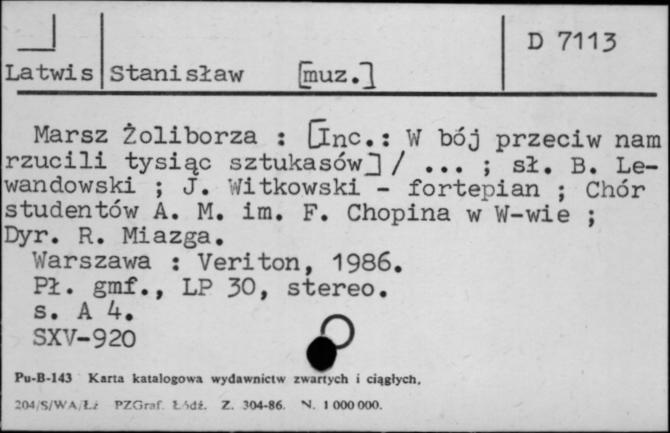 D 7113
Latwis Stanisław [muz.]
Marsz Żoliborza : [Inc.: W bój przeciw nam
rzucili tysiąc sztukasów] / ... ; sł. B. Le-
wandowski ; J. Witkowski - fortepian ; Chór
studentów A. M. im. F. Chopina w W-wie ;
Dyr. R. Miazga.
Warszawa : Veriton, 1986.
Pł. gmf., LP 30, stereo.
s. A 4.
SXV-920
Pu-B-143 Karta katalogowa wydawnictw zwartych i ciągłych.
204/S/WA/Łż PZGraf. Łódź. Z. 304-86. N. 1 000 000.